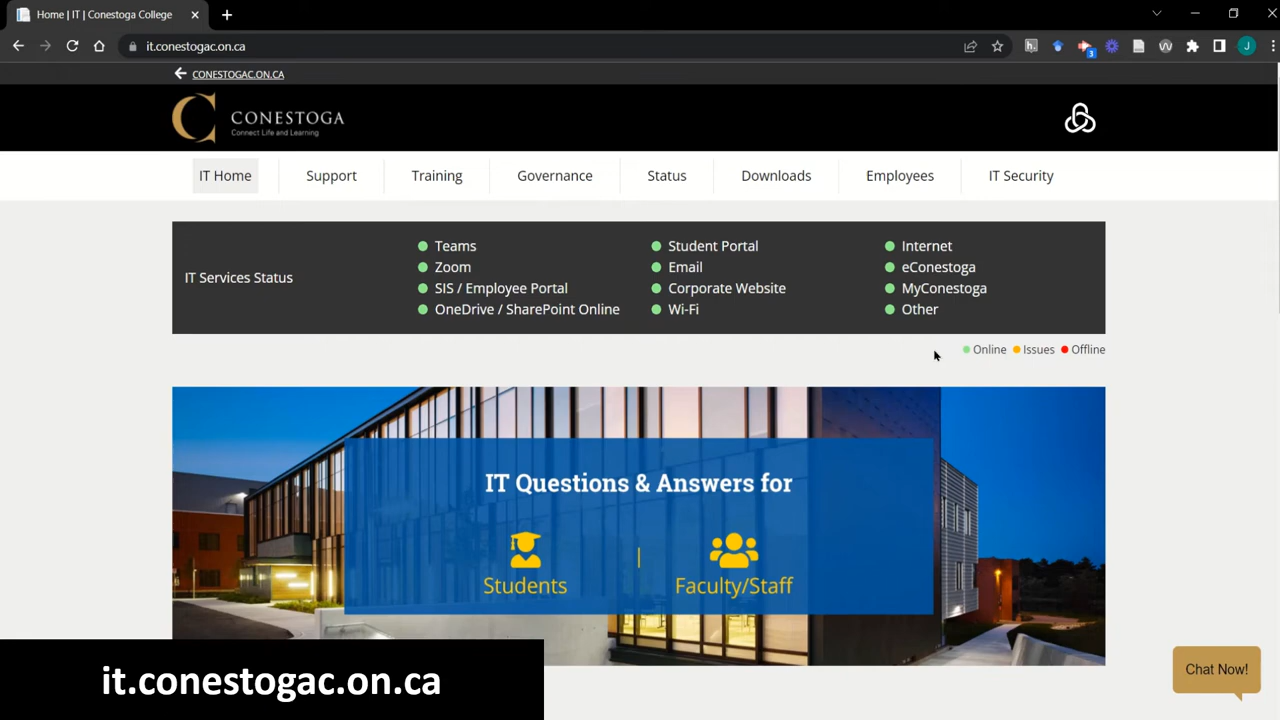 Home | IT | Conestoga College
it.conestogac.on.ca
3
J
CONESTOGAC.ON.CA
CONESTOGA
Connect Life and Learning
IT Home
Support
Training
Governance
Status
Downloads
Employees
IT Security
IT Services Status
Teams
Zoom
SIS / Employee Portal
OneDrive / SharePoint Online
Student Portal
Email
Corporate Website
Wi-Fi
Internet
eConestoga
MyConestoga
Other
Online Issues Offline
IT Questions & Answers for
Students | Faculty/Staff
Chat Now!
it.conestogac.on.ca